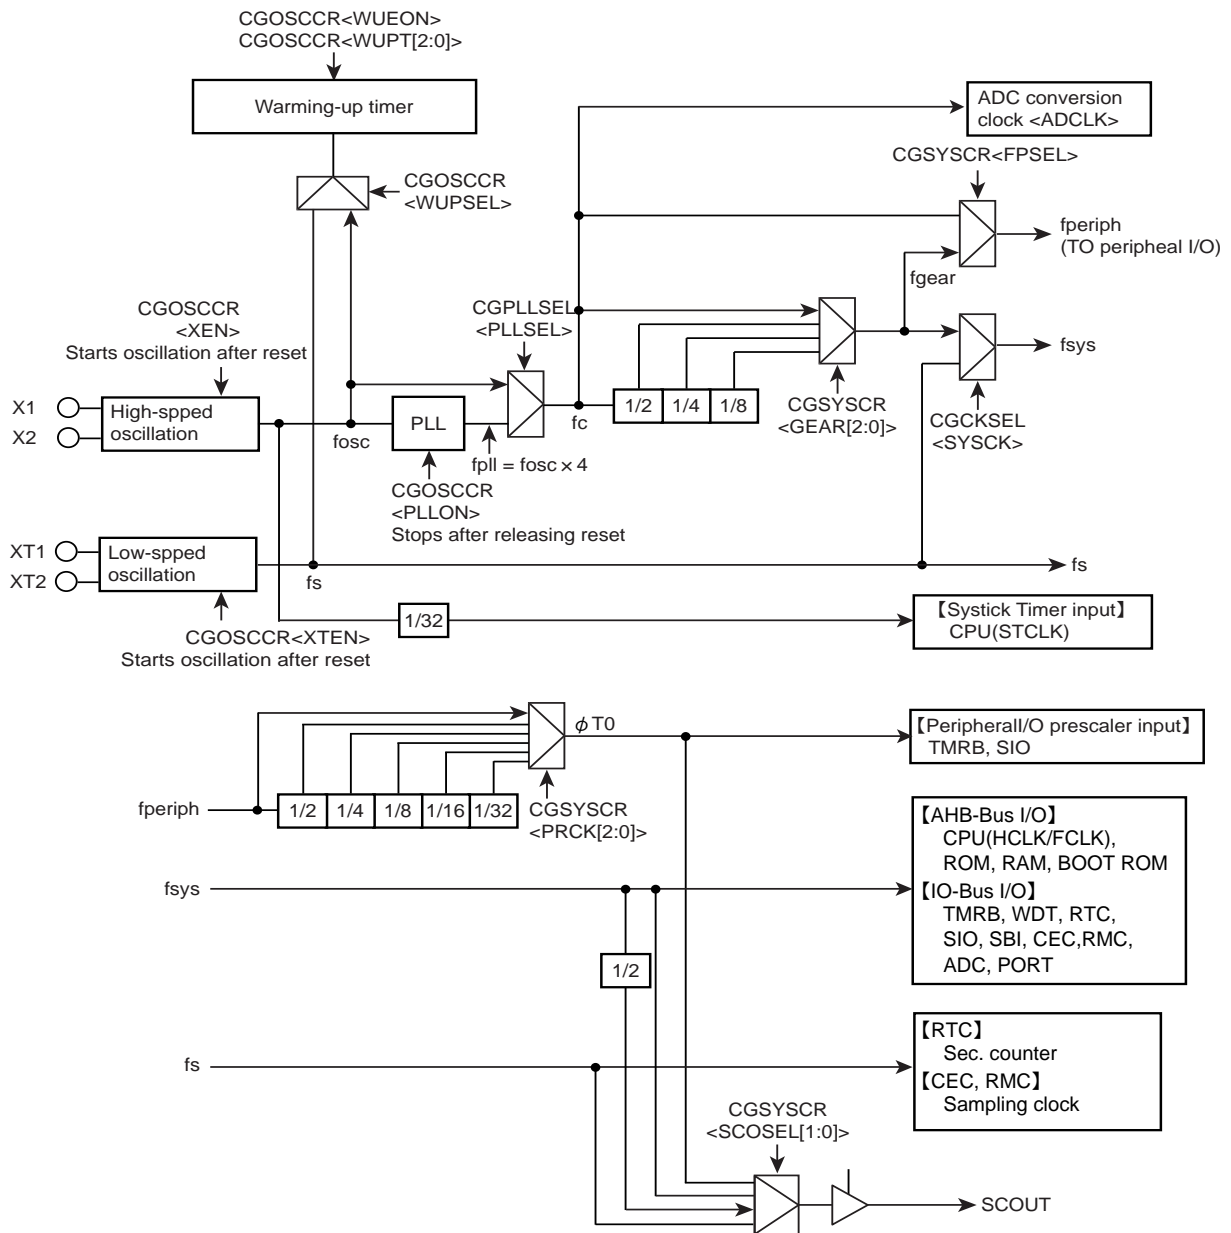 CGOSCCR<WUEON>
CGOSCCR<WUPT[2:0]>
Warming-up timer
ADC conversion
clock <ADCLK>
CGSYSCR<FPSEL>
CGOSCCR
<WUPSEL>
fperiph
(TO peripheal I/O)
fgear
CGOSCCR
<XEN>
Starts oscillation after reset
CGPLLSEL
<PLLSEL>
fsys
X1
X2
High-spped
oscillation
fosc
PLL
fpll = fosc × 4
fc
1/2
1/4
1/8
CGSYSCR
<GEAR[2:0]>
CGCKSEL
<SYSCK>
CGOSCCR
<PLLON>
Stops after releasing reset
XT1
XT2
Low-spped
oscillation
fs
fs
CGOSCCR<XTEN>
Starts oscillation after reset
1/32
【Systick Timer input】
CPU(STCLK)
φT0
【PeripheralI/O prescaler input】
TMRB, SIO
fperiph
1/2
1/4
1/8
1/16
1/32
CGSYSCR
<PRCK[2:0]>
【AHB-Bus I/O】
CPU(HCLK/FCLK),
ROM, RAM, BOOT ROM
fsys
【IO-Bus I/O】
TMRB, WDT, RTC,
SIO, SBI, CEC,RMC,
ADC, PORT
1/2
fs
【RTC】
Sec. counter
【CEC, RMC】
Sampling clock
CGSYSCR
<SCOSEL[1:0]>
SCOUT